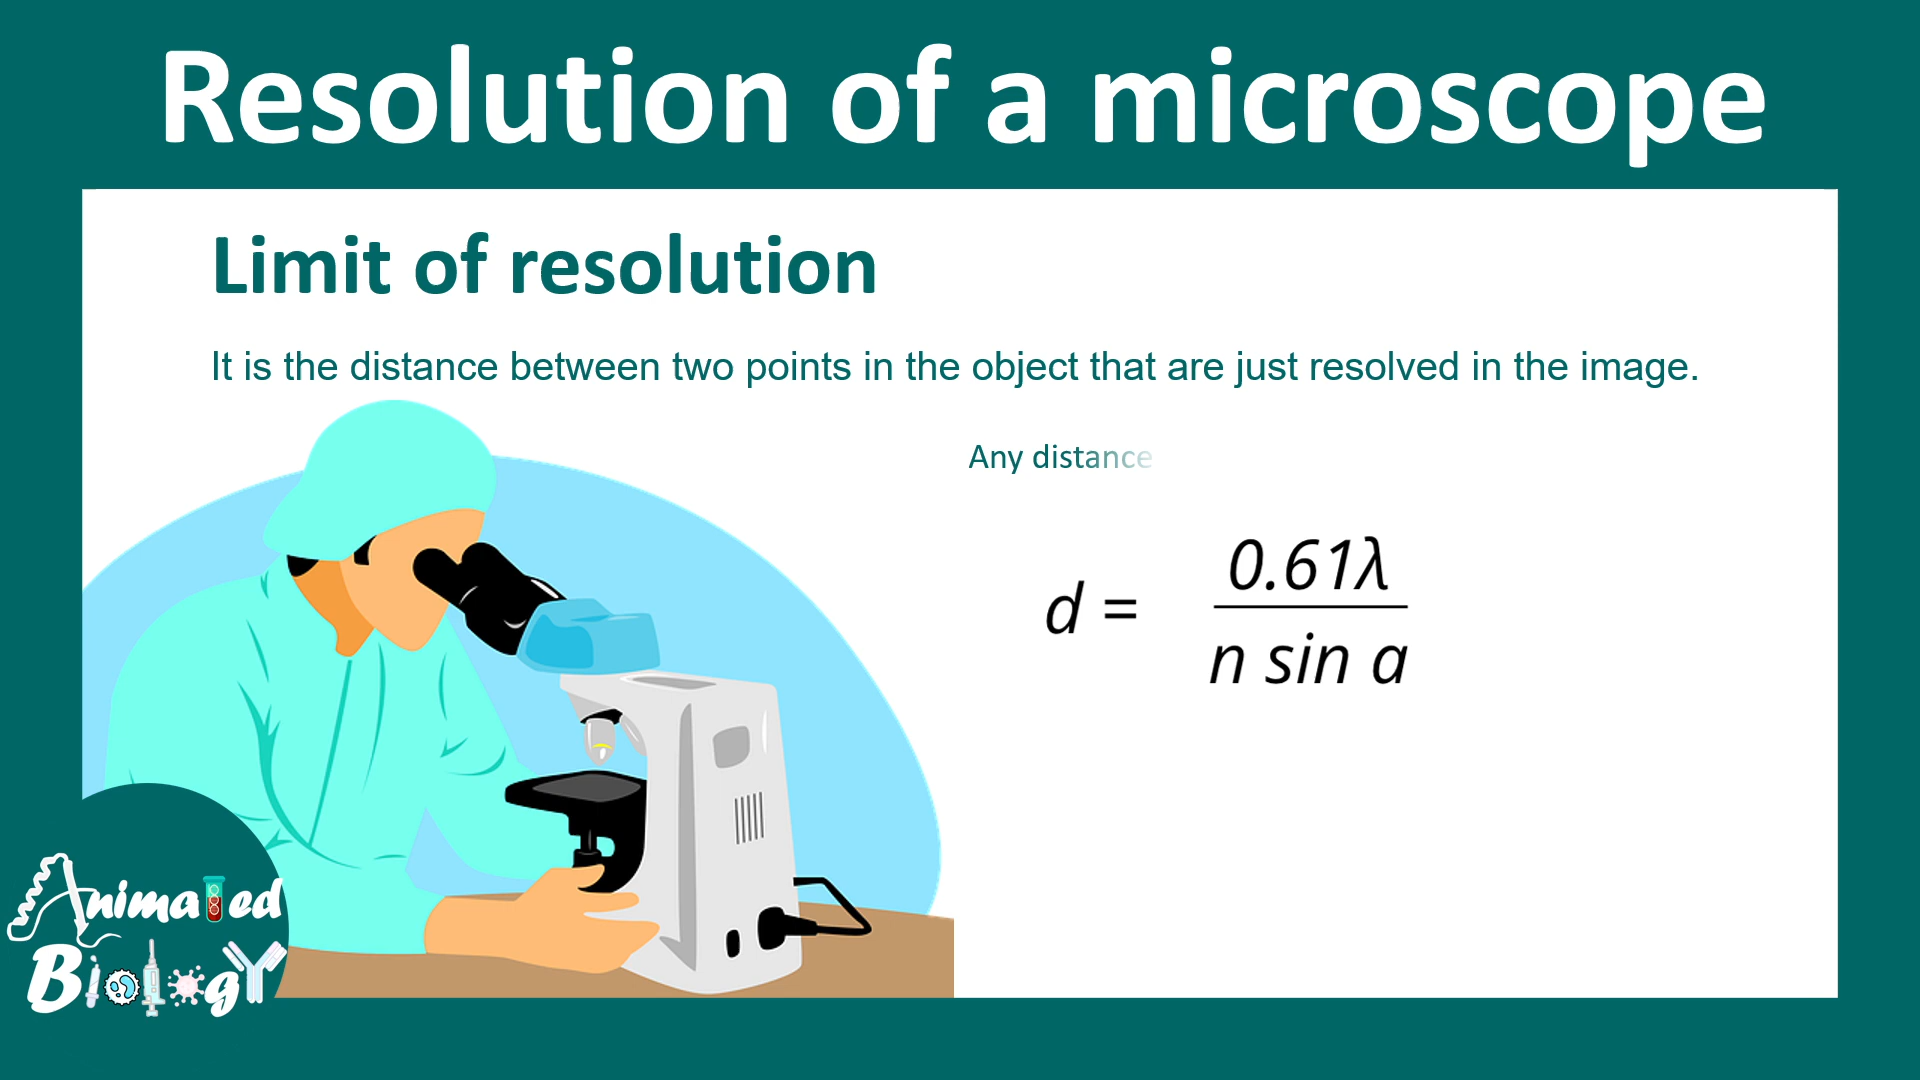 Resolution of a microscope
Limit of resolution
It is the distance between two points in the object that are just resolved in the image.
Any distance
d = 0.61λ
n sin a
Animated
Biology